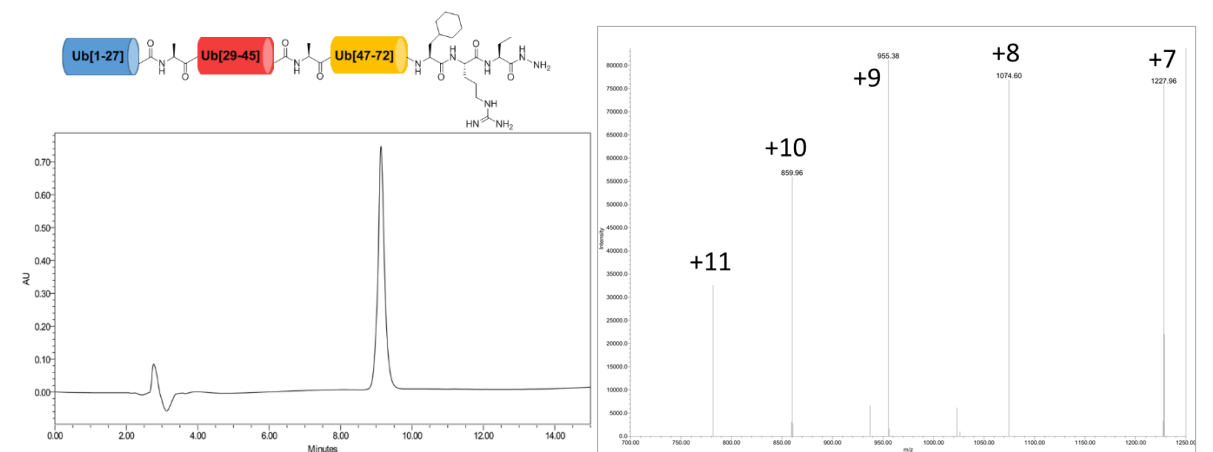 Ub[1-27]
Ub[29-45]
Ub[47-72]
O
N
H
O
O
N
H
O
N
H
O
H
N
O
O
H
N
N
H
NH2
NH
HN
NH2
AU
0.70
0.60
0.50
0.40
0.30
0.20
0.10
0.00
0.00 2.00 4.00 6.00 8.00 10.00 12.00 14.00
Minutes
Intensity
80000.0
75000.0
70000.0
65000.0
60000.0
55000.0
50000.0
45000.0
40000.0
35000.0
30000.0
25000.0
20000.0
15000.0
10000.0
5000.0
0.0
+11
+10
859.96
+9
955.38
+8
1074.60
+7
1227.96
700.00 750.00 800.00 850.00 900.00 950.00 1000.00 1050.00 1100.00 1150.00 1200.00 1250.00
m/z